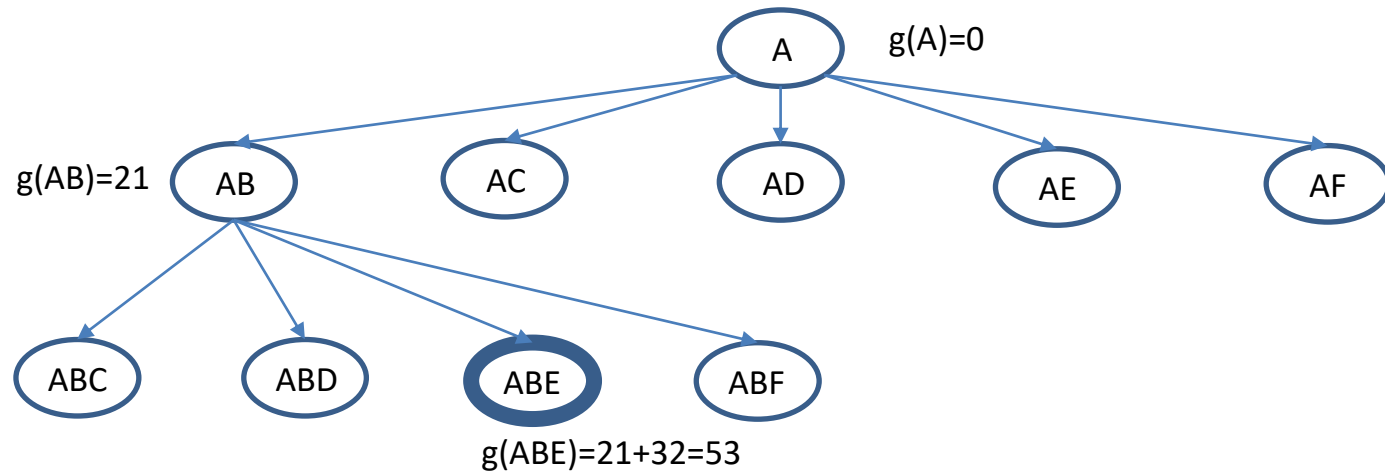 A
g(A)=0
g(AB)=21
AB
AC
AD
AE
AF
ABC
ABD
ABE
ABF
g(ABE)=21+32=53